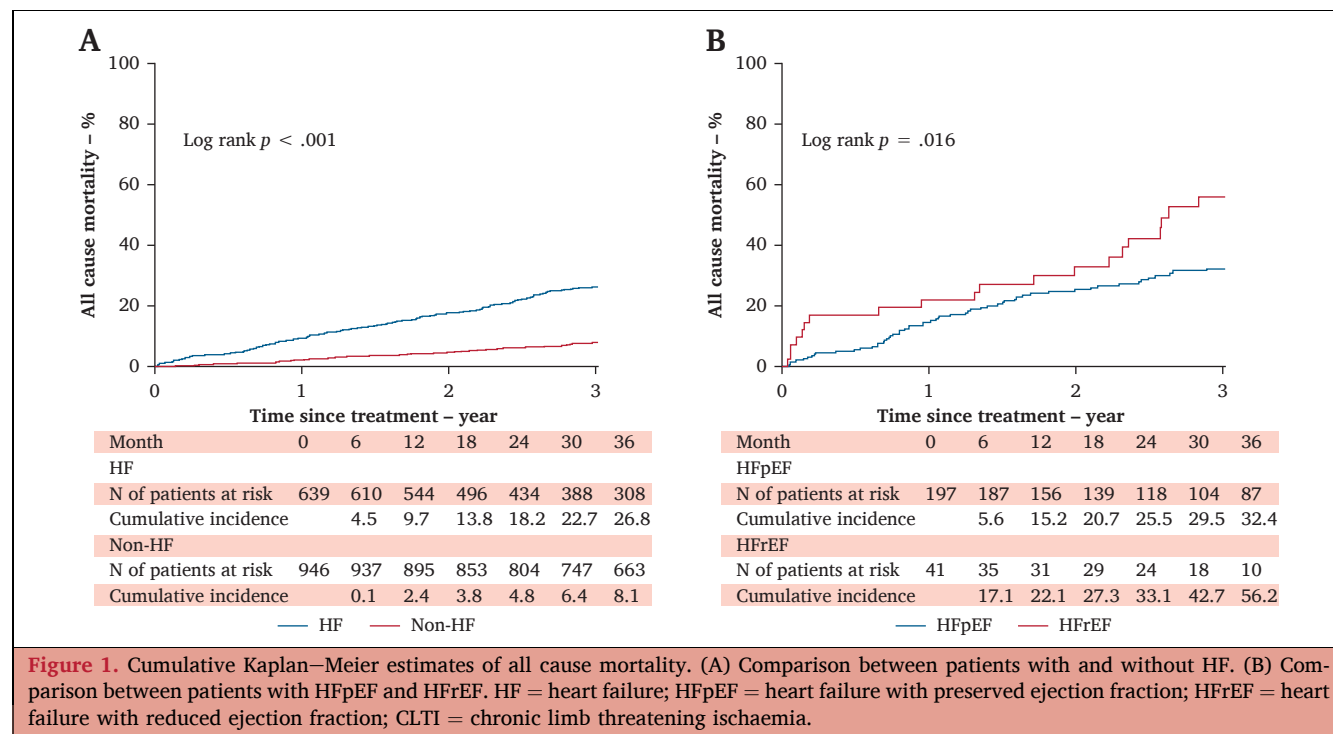 A
100
80
60
40
20
0
All cause mortality – %
Log rank p < .001
0 1 2 3
Time since treatment – year
Month 0 6 12 18 24 30 36
HF
N of patients at risk 639 610 544 496 434 388 308
Cumulative incidence 4.5 9.7 13.8 18.2 22.7 26.8
Non-HF
N of patients at risk 946 937 895 853 804 747 663
Cumulative incidence 0.1 2.4 3.8 4.8 6.4 8.1
HF Non-HF
B
100
80
60
40
20
0
All cause mortality – %
Log rank p = .016
0 1 2 3
Time since treatment – year
Month 0 6 12 18 24 30 36
HFpEF
N of patients at risk 197 187 156 139 118 104 87
Cumulative incidence 5.6 15.2 20.7 25.5 29.5 32.4
HFrEF
N of patients at risk 41 35 31 29 24 18 10
Cumulative incidence 17.1 22.1 27.3 33.1 42.7 56.2
HFpEF HFrEF
Figure 1. Cumulative Kaplan–Meier estimates of all cause mortality. (A) Comparison between patients with and without HF. (B) Com-
parison between patients with HFpEF and HFrEF. HF = heart failure; HFpEF = heart failure with preserved ejection fraction; HFrEF = heart
failure with reduced ejection fraction; CLTI = chronic limb threatening ischaemia.